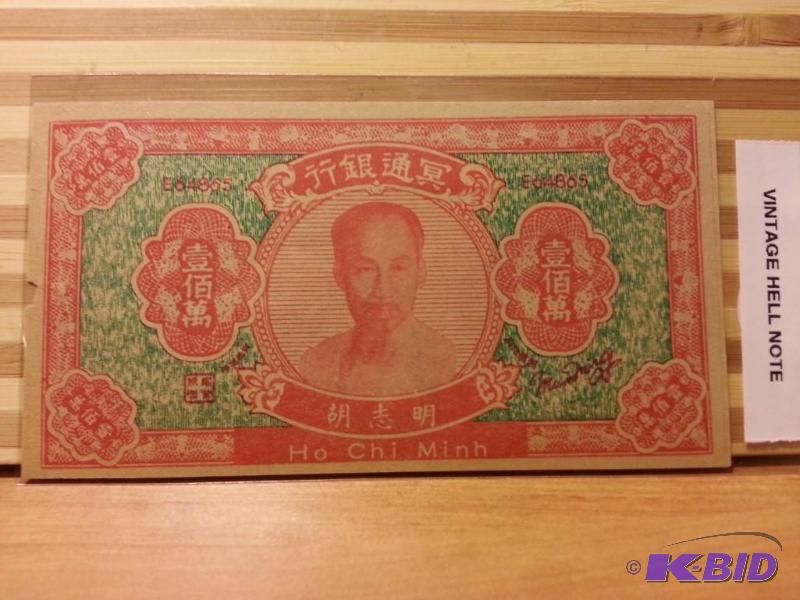 行銀通冥
E64865
E64865
壹佰萬
壹佰萬
胡志明
Ho Chi Minh
VINTAGE HELL NOTE
© K-BID